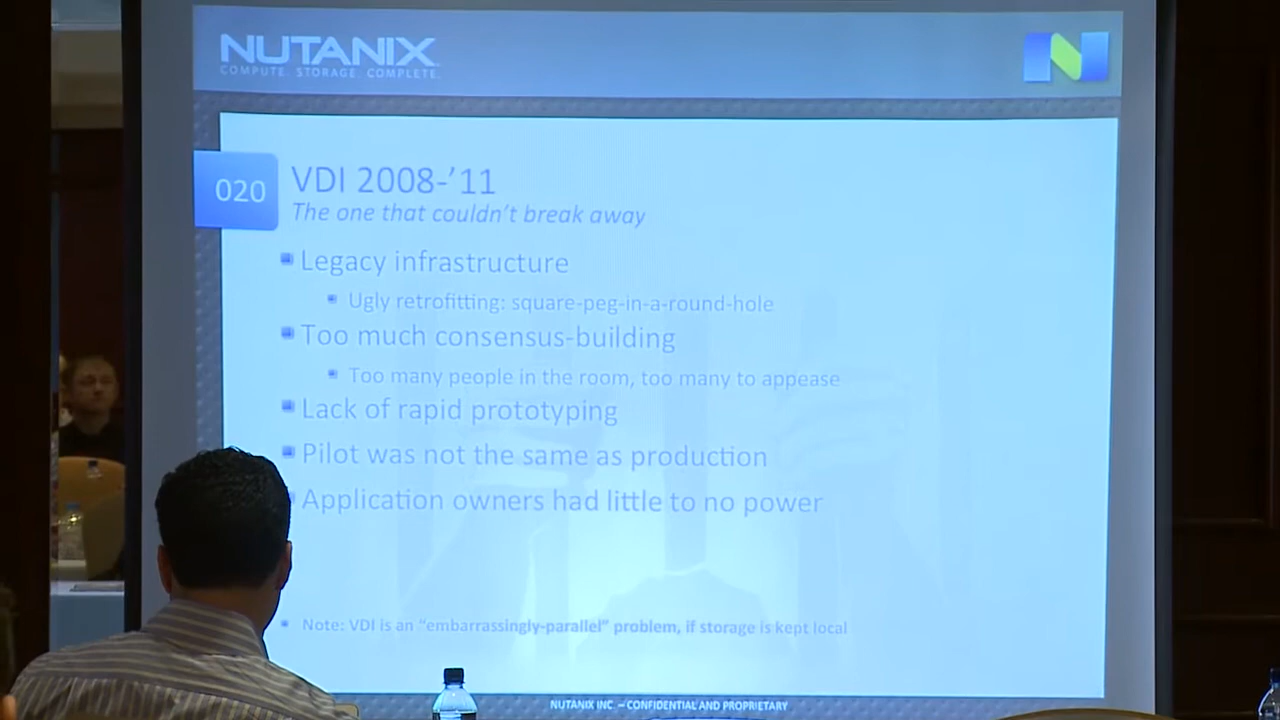 NUTANIX
COMPUTE. STORAGE. COMPLETE.
020
VDI 2008-’11
The one that couldn’t break away
Legacy infrastructure
Ugly retrofitting: square-peg-in-a-round-hole
Too much consensus-building
Too many people in the room, too many to appease
Lack of rapid prototyping
Pilot was not the same as production
Application owners had little to no power
Note: VDI is an “embarrassingly-parallel” problem, if storage is kept local
NUTANIX INC. – CONFIDENTIAL AND PROPRIETARY